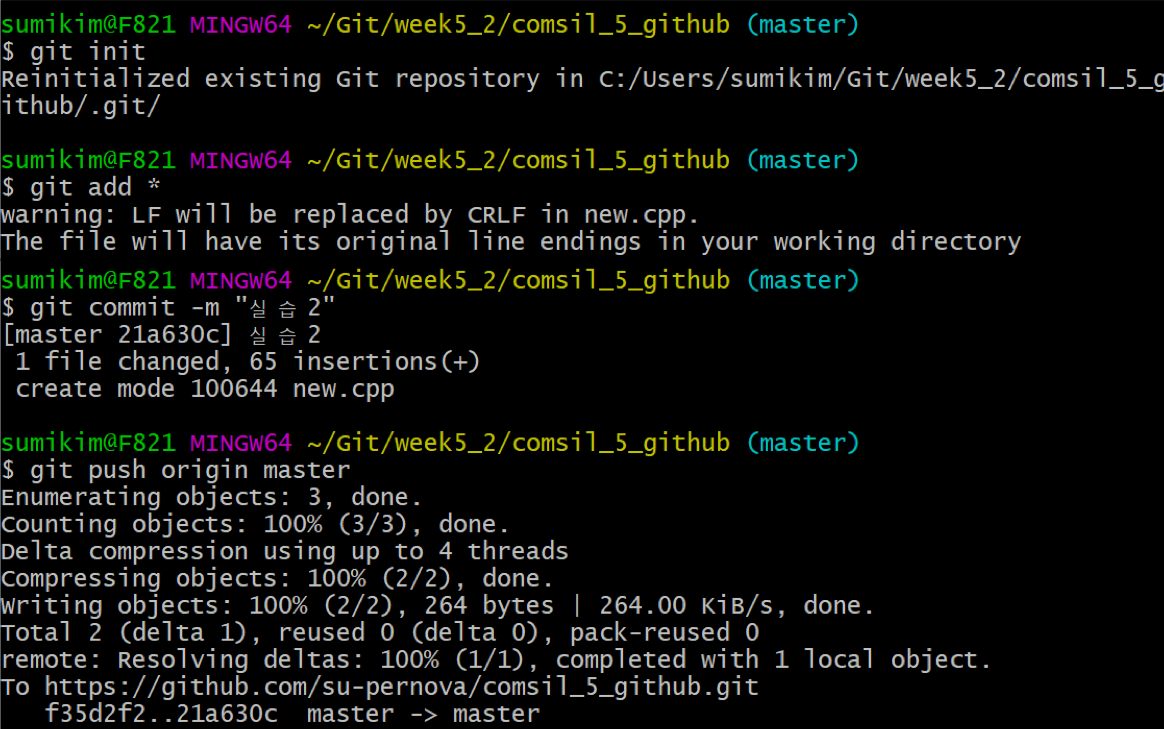 sumikim@F821 MINGW64 ~/Git/week5_2/comsil_5_github (master)
$ git init
Reinitialized existing Git repository in C:/Users/sumikim/Git/week5_2/comsil_5_g
ithub/.git/
sumikim@F821 MINGW64 ~/Git/week5_2/comsil_5_github (master)
$ git add *
warning: LF will be replaced by CRLF in new.cpp.
The file will have its original line endings in your working directory
sumikim@F821 MINGW64 ~/Git/week5_2/comsil_5_github (master)
$ git commit -m "실습2"
[master 21a630c] 실습2
 1 file changed, 65 insertions(+)
 create mode 100644 new.cpp
sumikim@F821 MINGW64 ~/Git/week5_2/comsil_5_github (master)
$ git push origin master
Enumerating objects: 3, done.
Counting objects: 100% (3/3), done.
Delta compression using up to 4 threads
Compressing objects: 100% (2/2), done.
Writing objects: 100% (2/2), 264 bytes | 264.00 KiB/s, done.
Total 2 (delta 1), reused 0 (delta 0), pack-reused 0
remote: Resolving deltas: 100% (1/1), completed with 1 local object.
To https://github.com/su-pernova/comsil_5_github.git
   f35d2f2..21a630c  master -> master